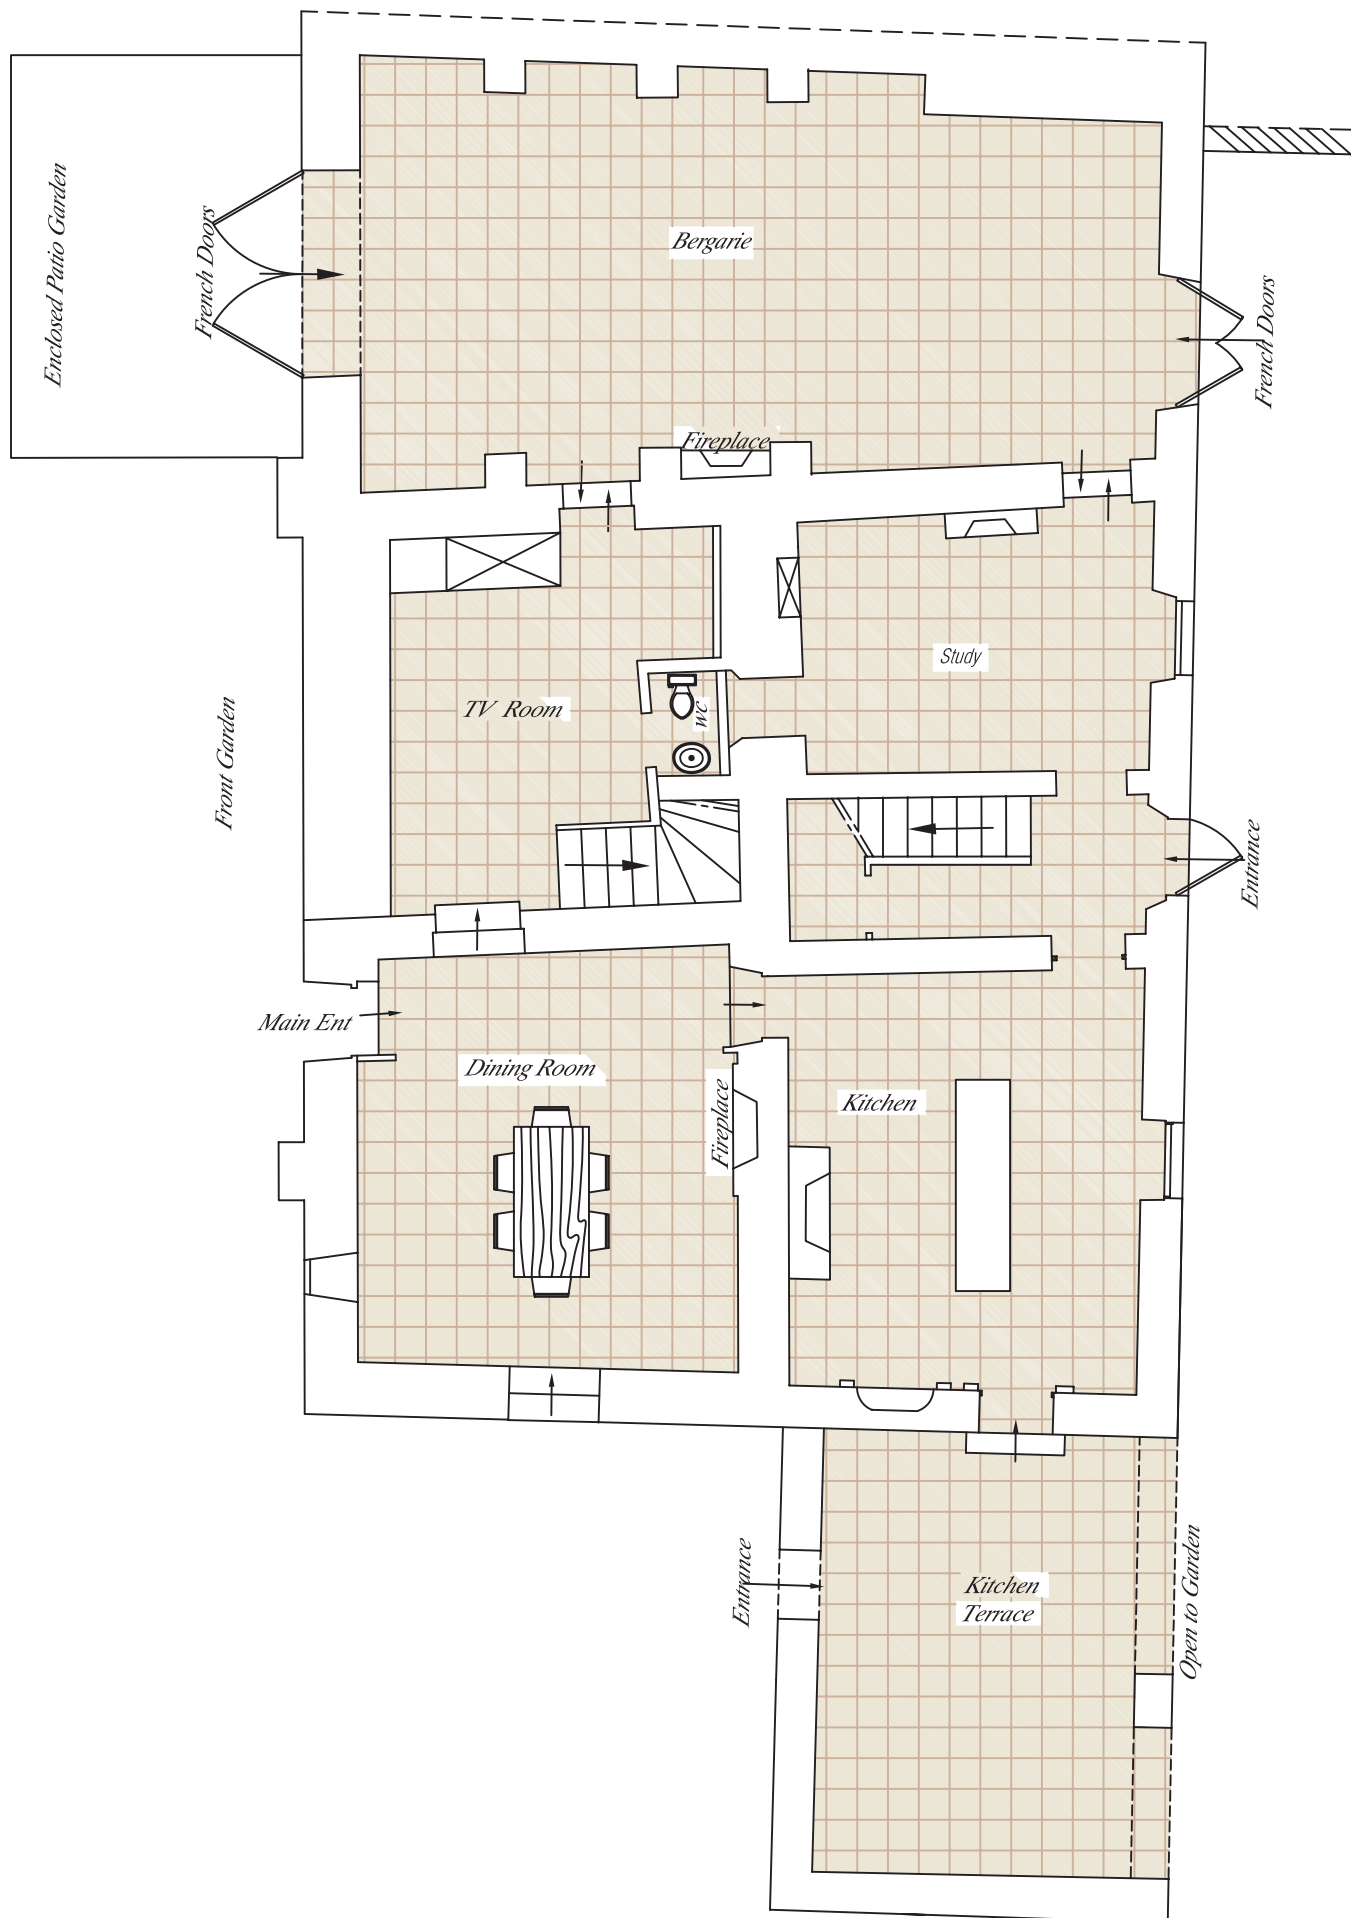 Enclosed Patio Garden
French Doors
Bergarie
French Doors
Fireplace
Study
TV Room
wc
Front Garden
Entrance
Main Ent
Dining Room
Fireplace
Kitchen
Entrance
Kitchen
Terrace
Open to Garden